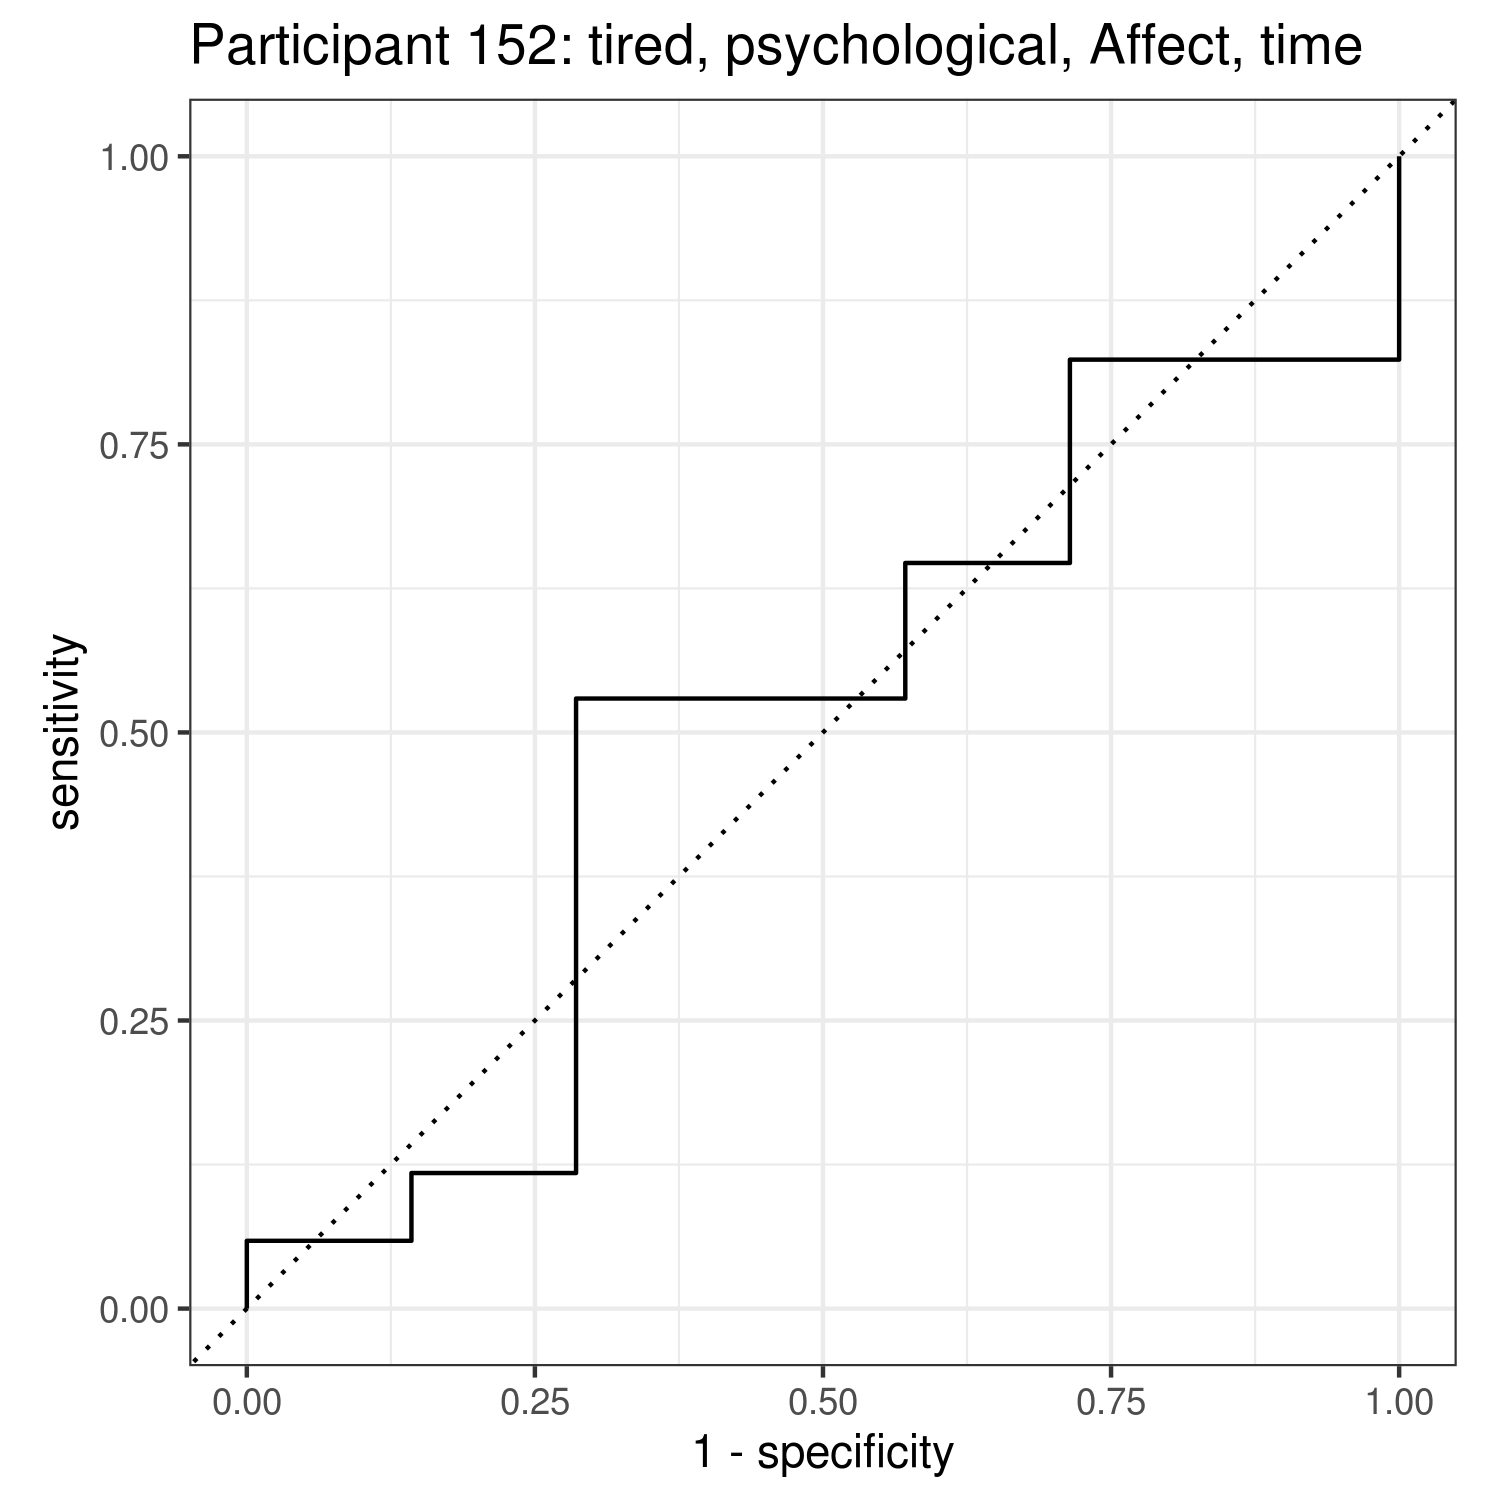 Participant 152: tired, psychological, Affect, time
1.00
0.75
0.50
0.25
0.00
sensitivity
0.00 0.25 0.50 0.75 1.00
1 - specificity